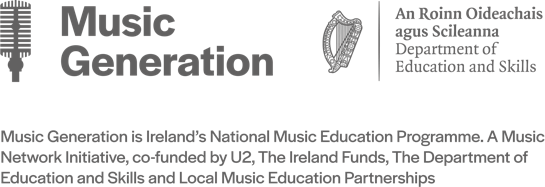 Music
Generation
An Roinn Oideachais
agus Scileanna
Department of
Education and Skills
Music Generation is Ireland's National Music Education Programme. A Music
Network Initiative, co-funded by U2, The Ireland Funds, The Department of
Education and Skills and Local Music Education Partnerships